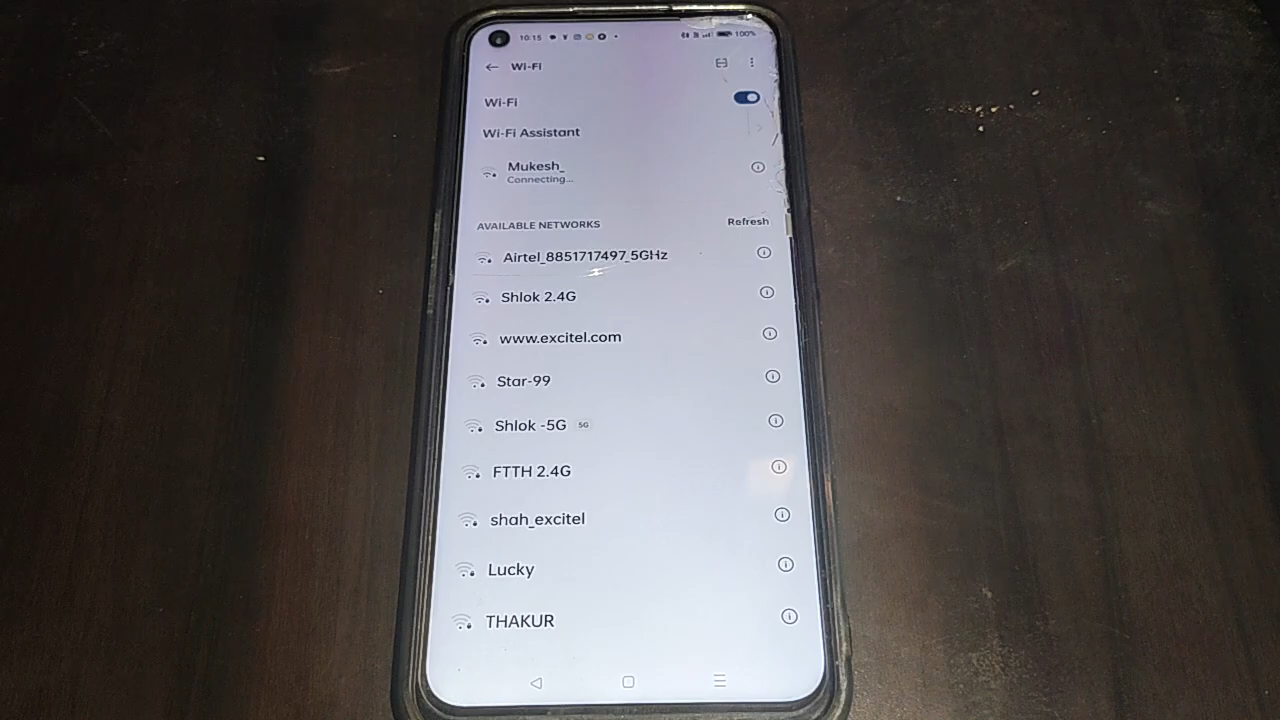 10:15 100%
Wi-Fi
Wi-Fi
Wi-Fi Assistant
Mukesh_
Connecting...
AVAILABLE NETWORKS Refresh
Airtel_8851717497_5GHz
Shlok 2.4G
www.excitel.com
Star-99
Shlok -5G 5G
FTTH 2.4G
shah_excitel
Lucky
THAKUR